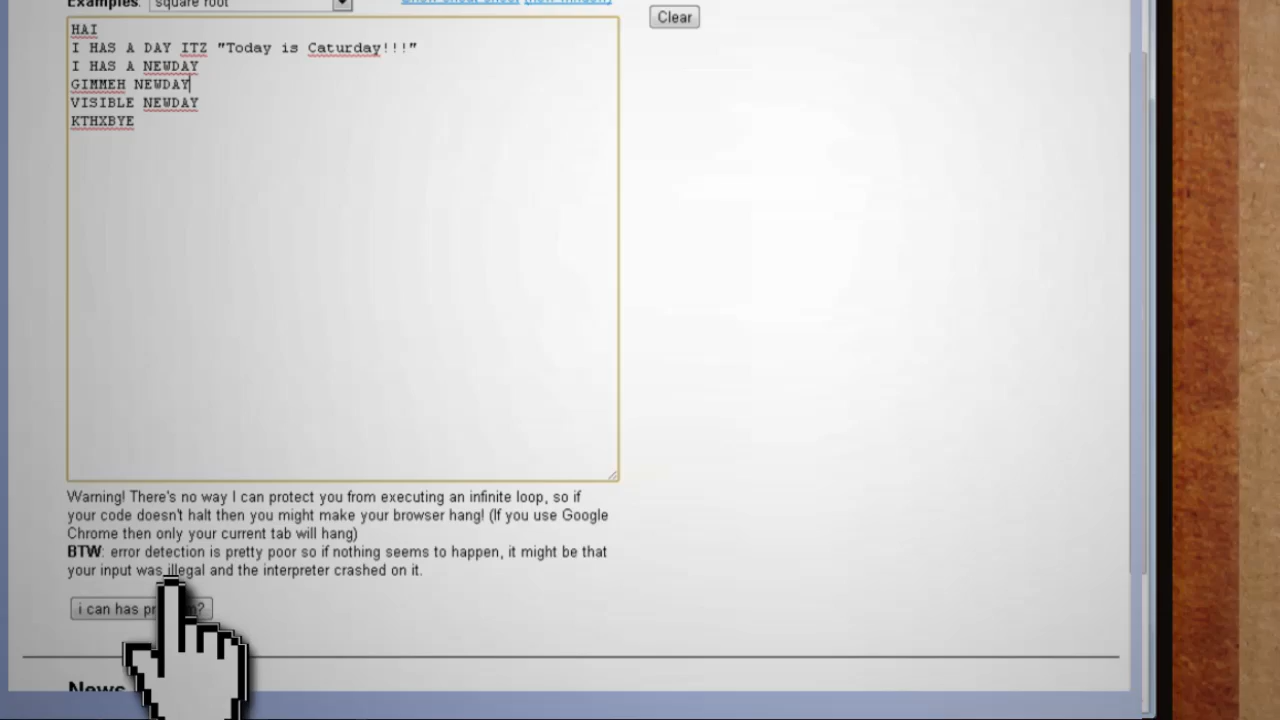 Examples: square root
Clear
HAI
I HAS A DAY ITZ "Today is Caturday!!!"
I HAS A NEWDAY
GIMMEH NEWDAY
VISIBLE NEWDAY
KTHXBYE
Warning! There's no way I can protect you from executing an infinite loop, so if
your code doesn't halt then you might make your browser hang! (If you use Google
Chrome then only your current tab will hang)
BTW: error detection is pretty poor so if nothing seems to happen, it might be that
your input was illegal and the interpreter crashed on it.
i can has
News